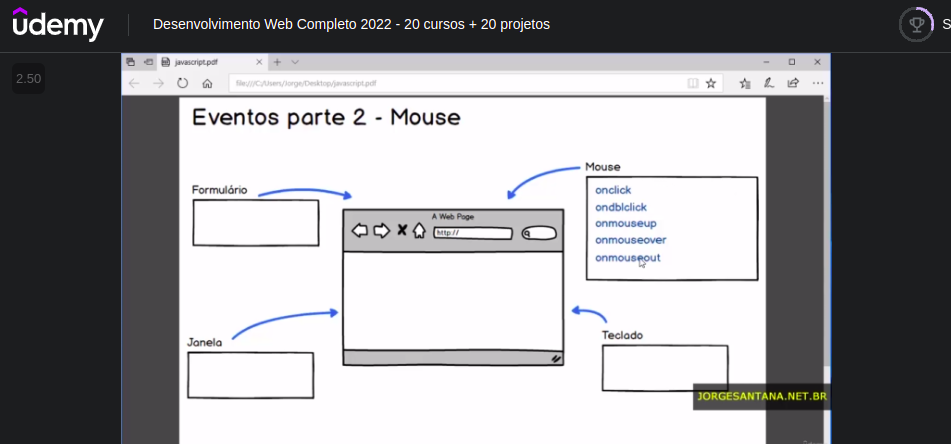 ûdemy
Desenvolvimento Web Completo 2022 - 20 cursos + 20 projetos
S
2.50
javascript.pdf
file:///C:/Users/Jorge/Desktop/javascript.pdf
Eventos parte 2 - Mouse
Mouse
Formulário
onclick
ondblclick
onmouseup
onmouseover
onmouseout
A Web Page
http://
Janela
Teclado
JORGESANTANA.NET.BR